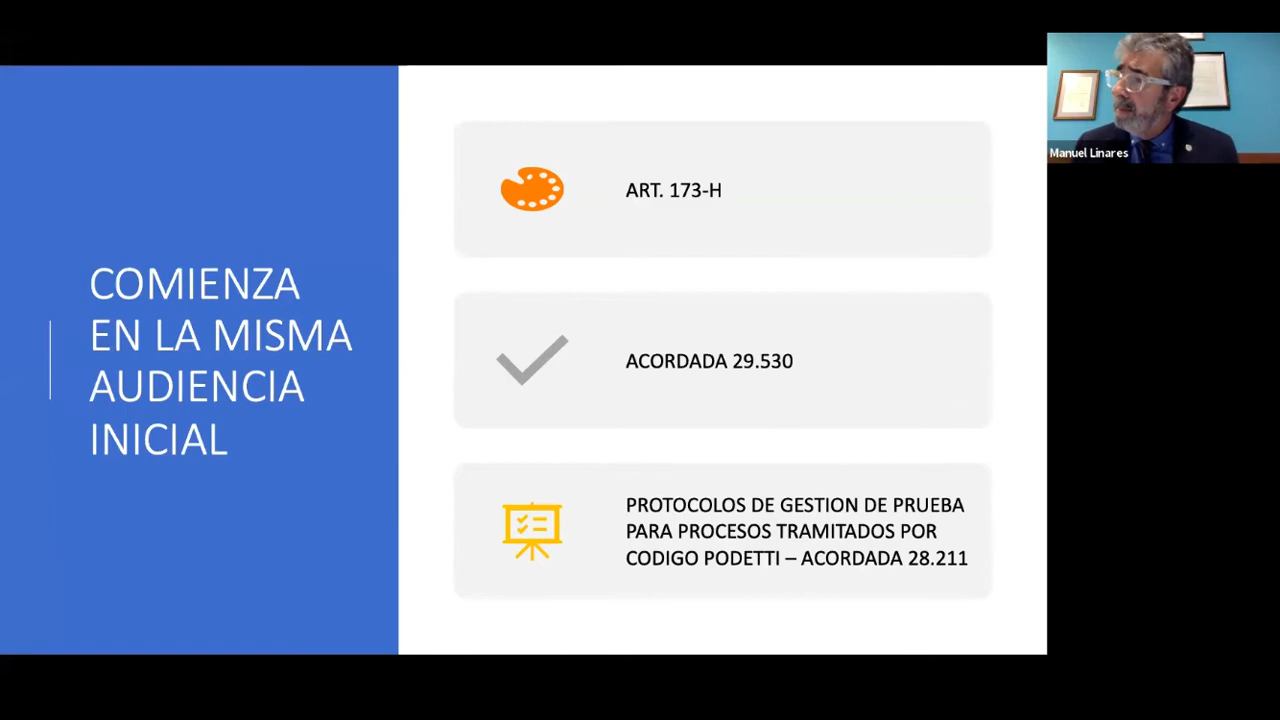 COMIENZA
EN LA MISMA
AUDIENCIA
INICIAL
ART. 173-H
ACORDADA 29.530
PROTOCOLOS DE GESTION DE PRUEBA
PARA PROCESOS TRAMITADOS POR
CODIGO PODETTI – ACORDADA 28.211
Manuel Linares